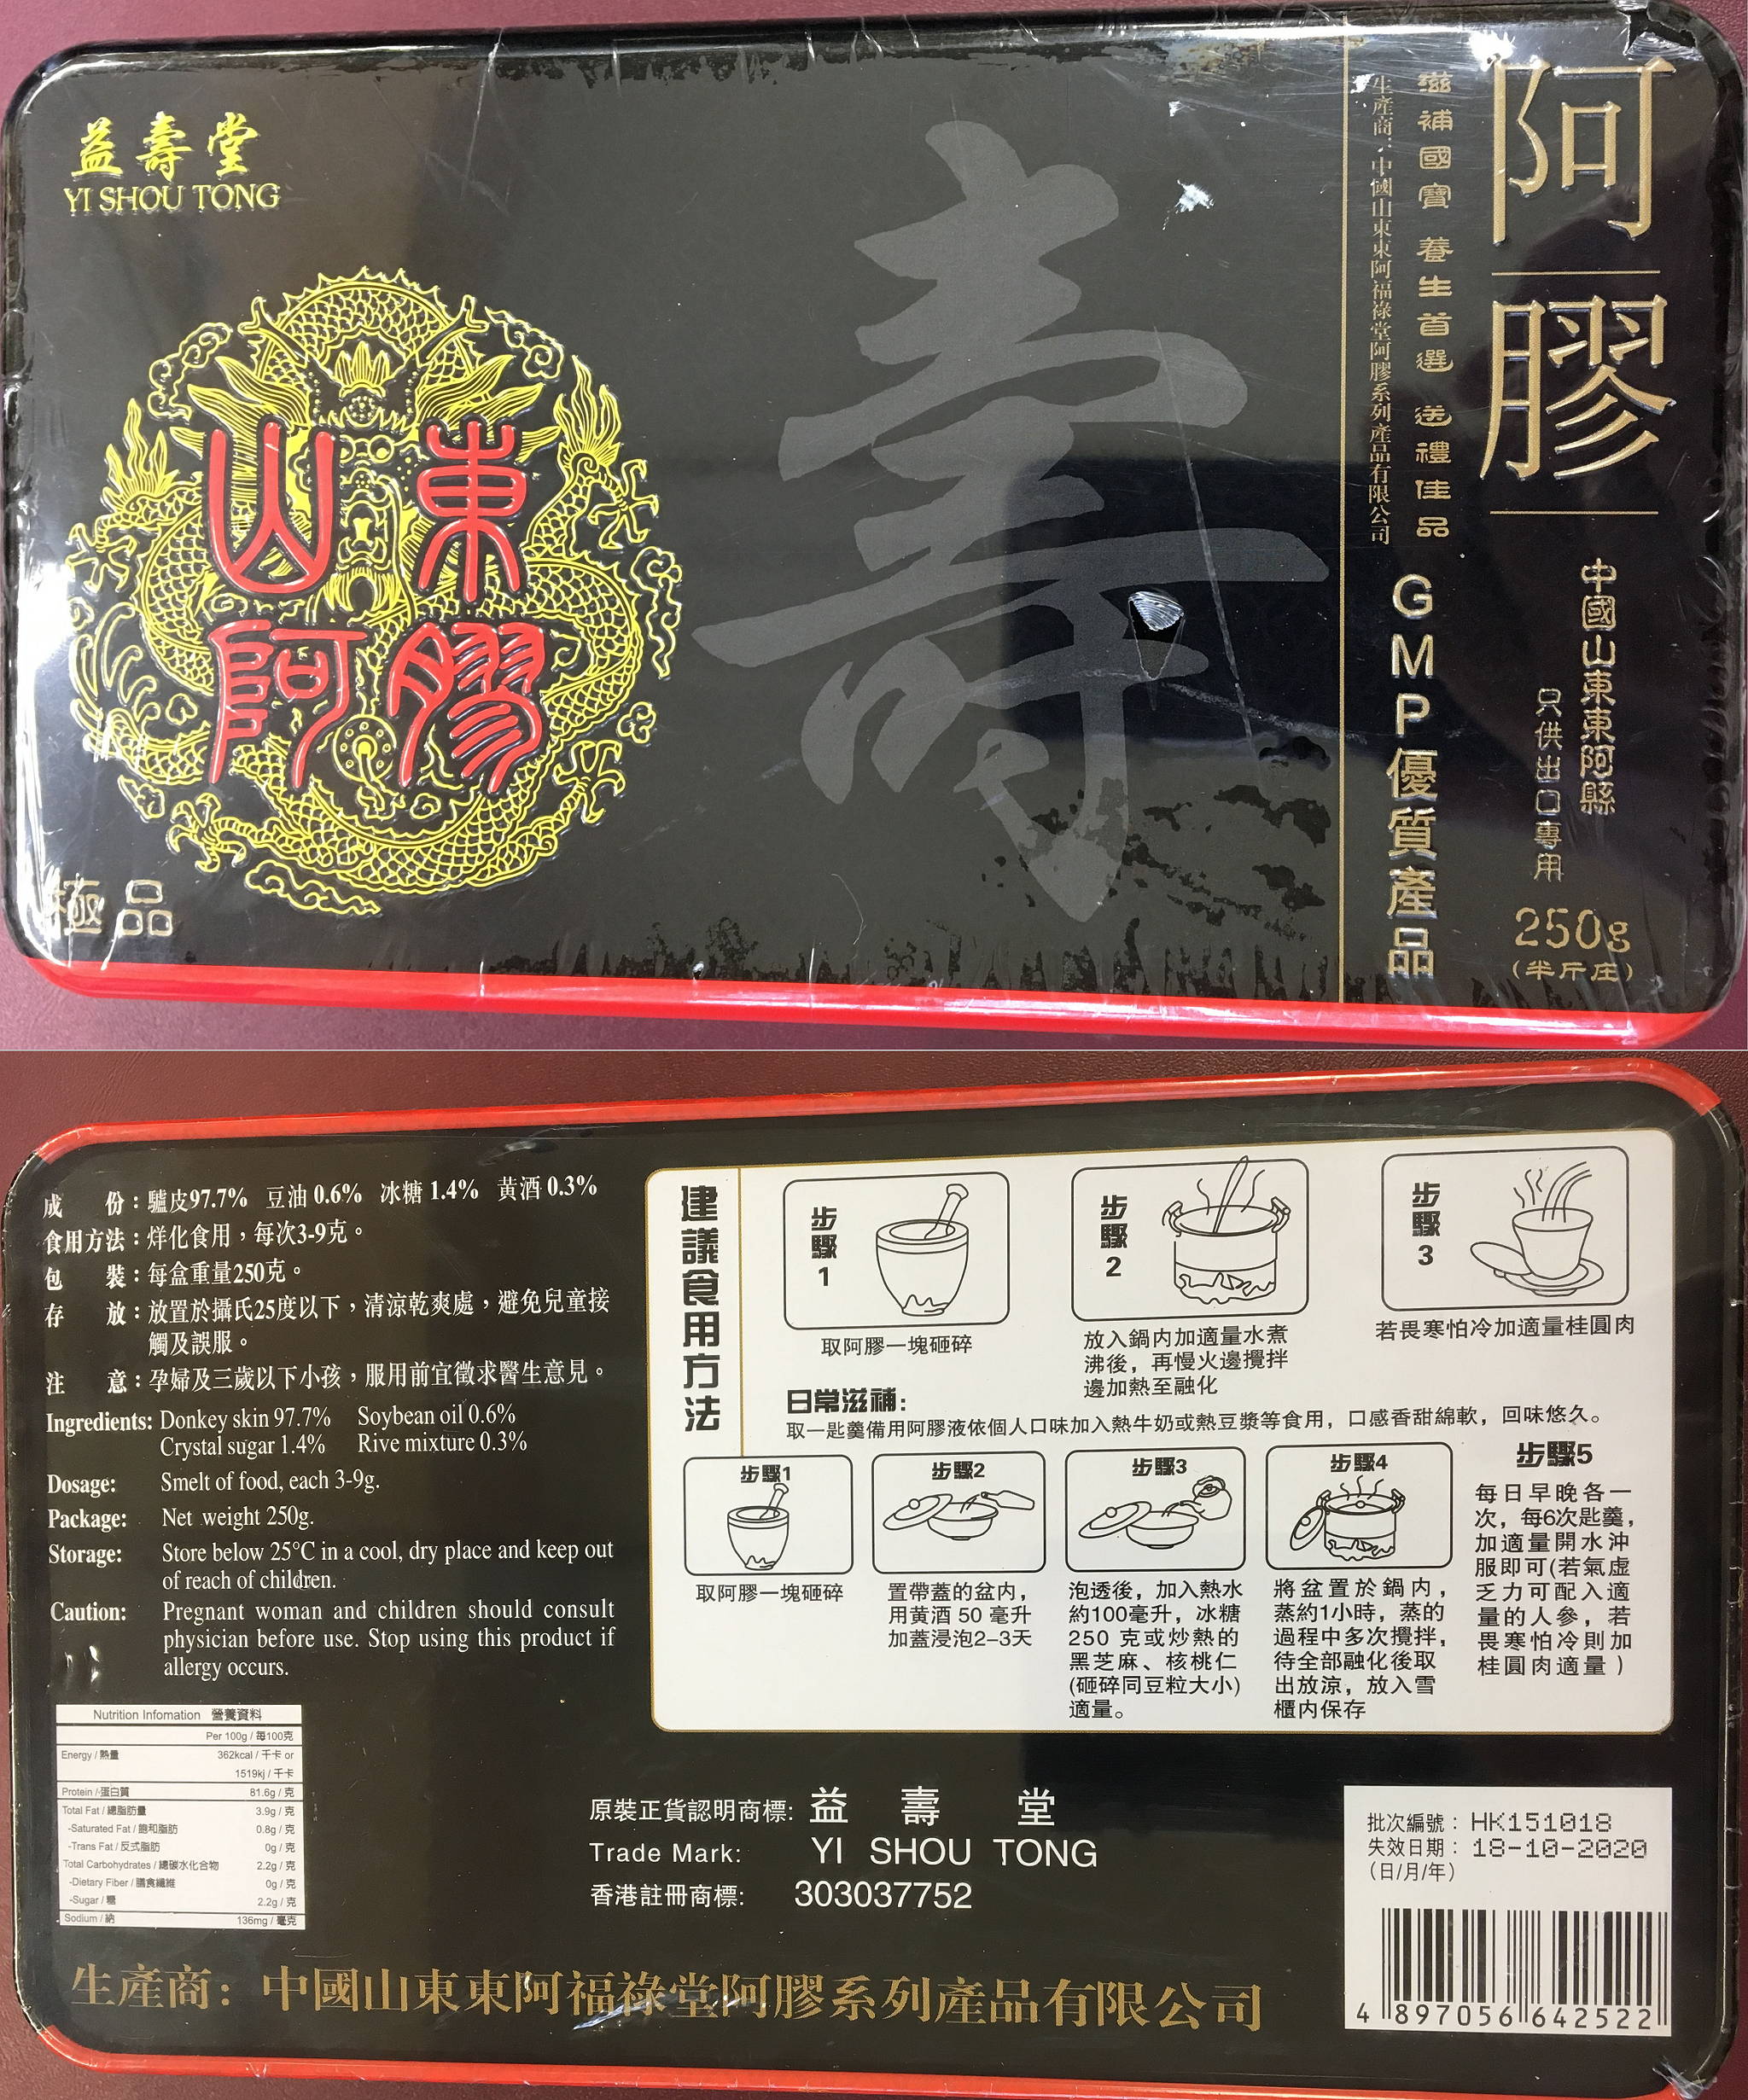 益壽堂
YI SHOU TONG
山東
阿膠
極品
壽
生產商：中國山東東阿福祿堂阿膠系列產品有限公司
滋補國寶 養生首選 送禮佳品
GMP優質產品
阿膠
中國山東東阿縣
只供出口專用
250g
(半斤庄)
成份：驢皮97.7% 豆油0.6% 冰糖1.4% 黃酒0.3%
食用方法：烊化食用，每次3-9克。
包裝：每盒重量250克。
存放：放置於攝氏25度以下，清涼乾爽處，避免兒童接
觸及誤服。
注意：孕婦及三歲以下小孩，服用前宜徵求醫生意見。
Ingredients: Donkey skin 97.7% Soybean oil 0.6%
Crystal sugar 1.4% Rive mixture 0.3%
Dosage: Smelt of food, each 3-9g.
Package: Net weight 250g.
Storage: Store below 25°C in a cool, dry place and keep out
of reach of children.
Caution: Pregnant woman and children should consult
physician before use. Stop using this product if
allergy occurs.
Nutrition Infomation 營養資料
Per 100g / 每100克
Energy / 熱量 362kcal / 千卡 or
1519kj / 千卡
Protein / 蛋白質 81.6g / 克
Total Fat / 總脂肪量 3.9g / 克
-Saturated Fat / 飽和脂肪 0.8g / 克
-Trans Fat / 反式脂肪 0g / 克
Total Carbohydrates / 總碳水化合物 2.2g / 克
-Dietary Fiber / 膳食纖維 0g / 克
-Sugar / 糖 2.2g / 克
Sodium / 納 136mg / 毫克
建議食用方法
步驟1
取阿膠一塊砸碎
步驟2
放入鍋内加適量水煮
沸後，再慢火邊攪拌
邊加熱至融化
步驟3
若畏寒怕冷加適量桂圓肉
日常滋補：
取一匙羹備用阿膠液依個人口味加入熱牛奶或熱豆漿等食用，口感香甜綿軟，回味悠久。
步驟1
取阿膠一塊砸碎
步驟2
置帶蓋的盆内，
用黃酒 50 毫升
加蓋浸泡2–3天
步驟3
泡透後，加入熱水
約100毫升，冰糖
250 克或炒熱的
黑芝麻、核桃仁
(砸碎同豆粒大小)
適量。
步驟4
將盆置於鍋内，
蒸約1小時，蒸的
過程中多次攪拌，
待全部融化後取
出放涼，放入雪
櫃内保存
步驟5
每日早晚各一
次，每6次匙羹，
加適量開水沖
服即可(若氣虛
乏力可配入適
量的人參，若
畏寒怕冷則加
桂圓肉適量)
原裝正貨認明商標: 益壽堂
Trade Mark: YI SHOU TONG
香港註冊商標: 303037752
批次編號：HK151018
失效日期：18-10-2020
(日/月/年)
4 897056 642522
生產商：中國山東東阿福祿堂阿膠系列產品有限公司